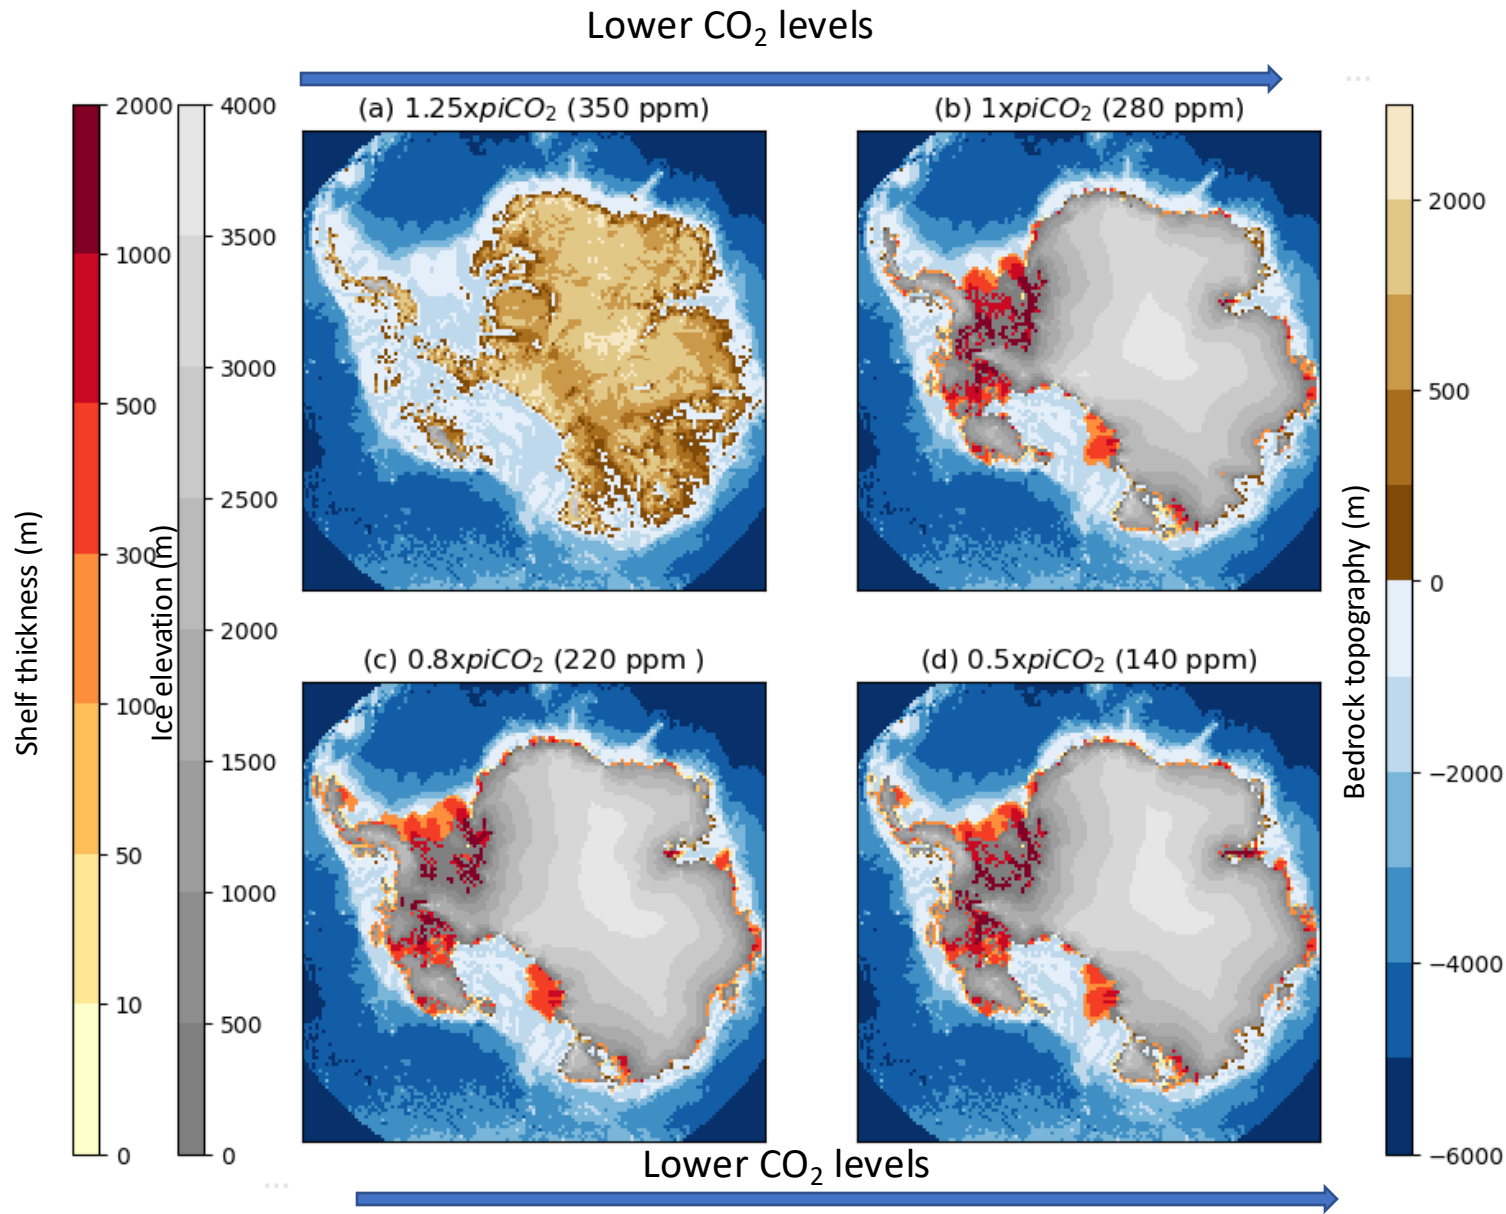 Lower CO₂ levels
...
(a) 1.25xpiCO₂ (350 ppm)
(b) 1xpiCO₂ (280 ppm)
2000
1000
500
300
100
50
10
0
Shelf thickness (m)
4000
3500
3000
2500
2000
1500
1000
500
0
Ice elevation (m)
2000
500
0
−2000
−4000
−6000
Bedrock topography (m)
(c) 0.8xpiCO₂ (220 ppm )
(d) 0.5xpiCO₂ (140 ppm)
Lower CO₂ levels
...